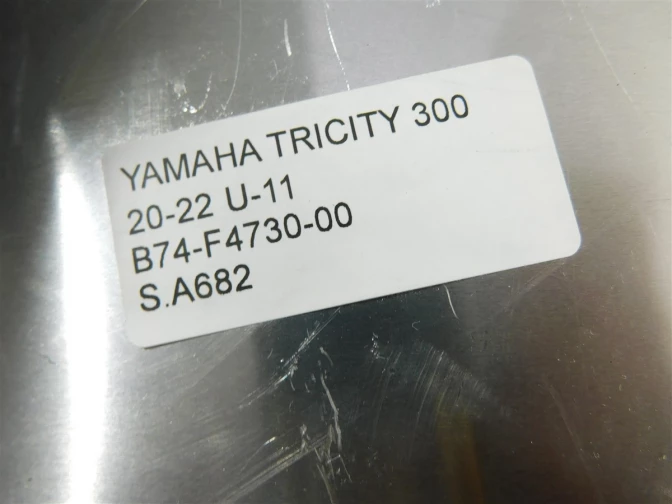 YAMAHA TRICITY 300
20-22 U-11
B74-F4730-00
S.A682